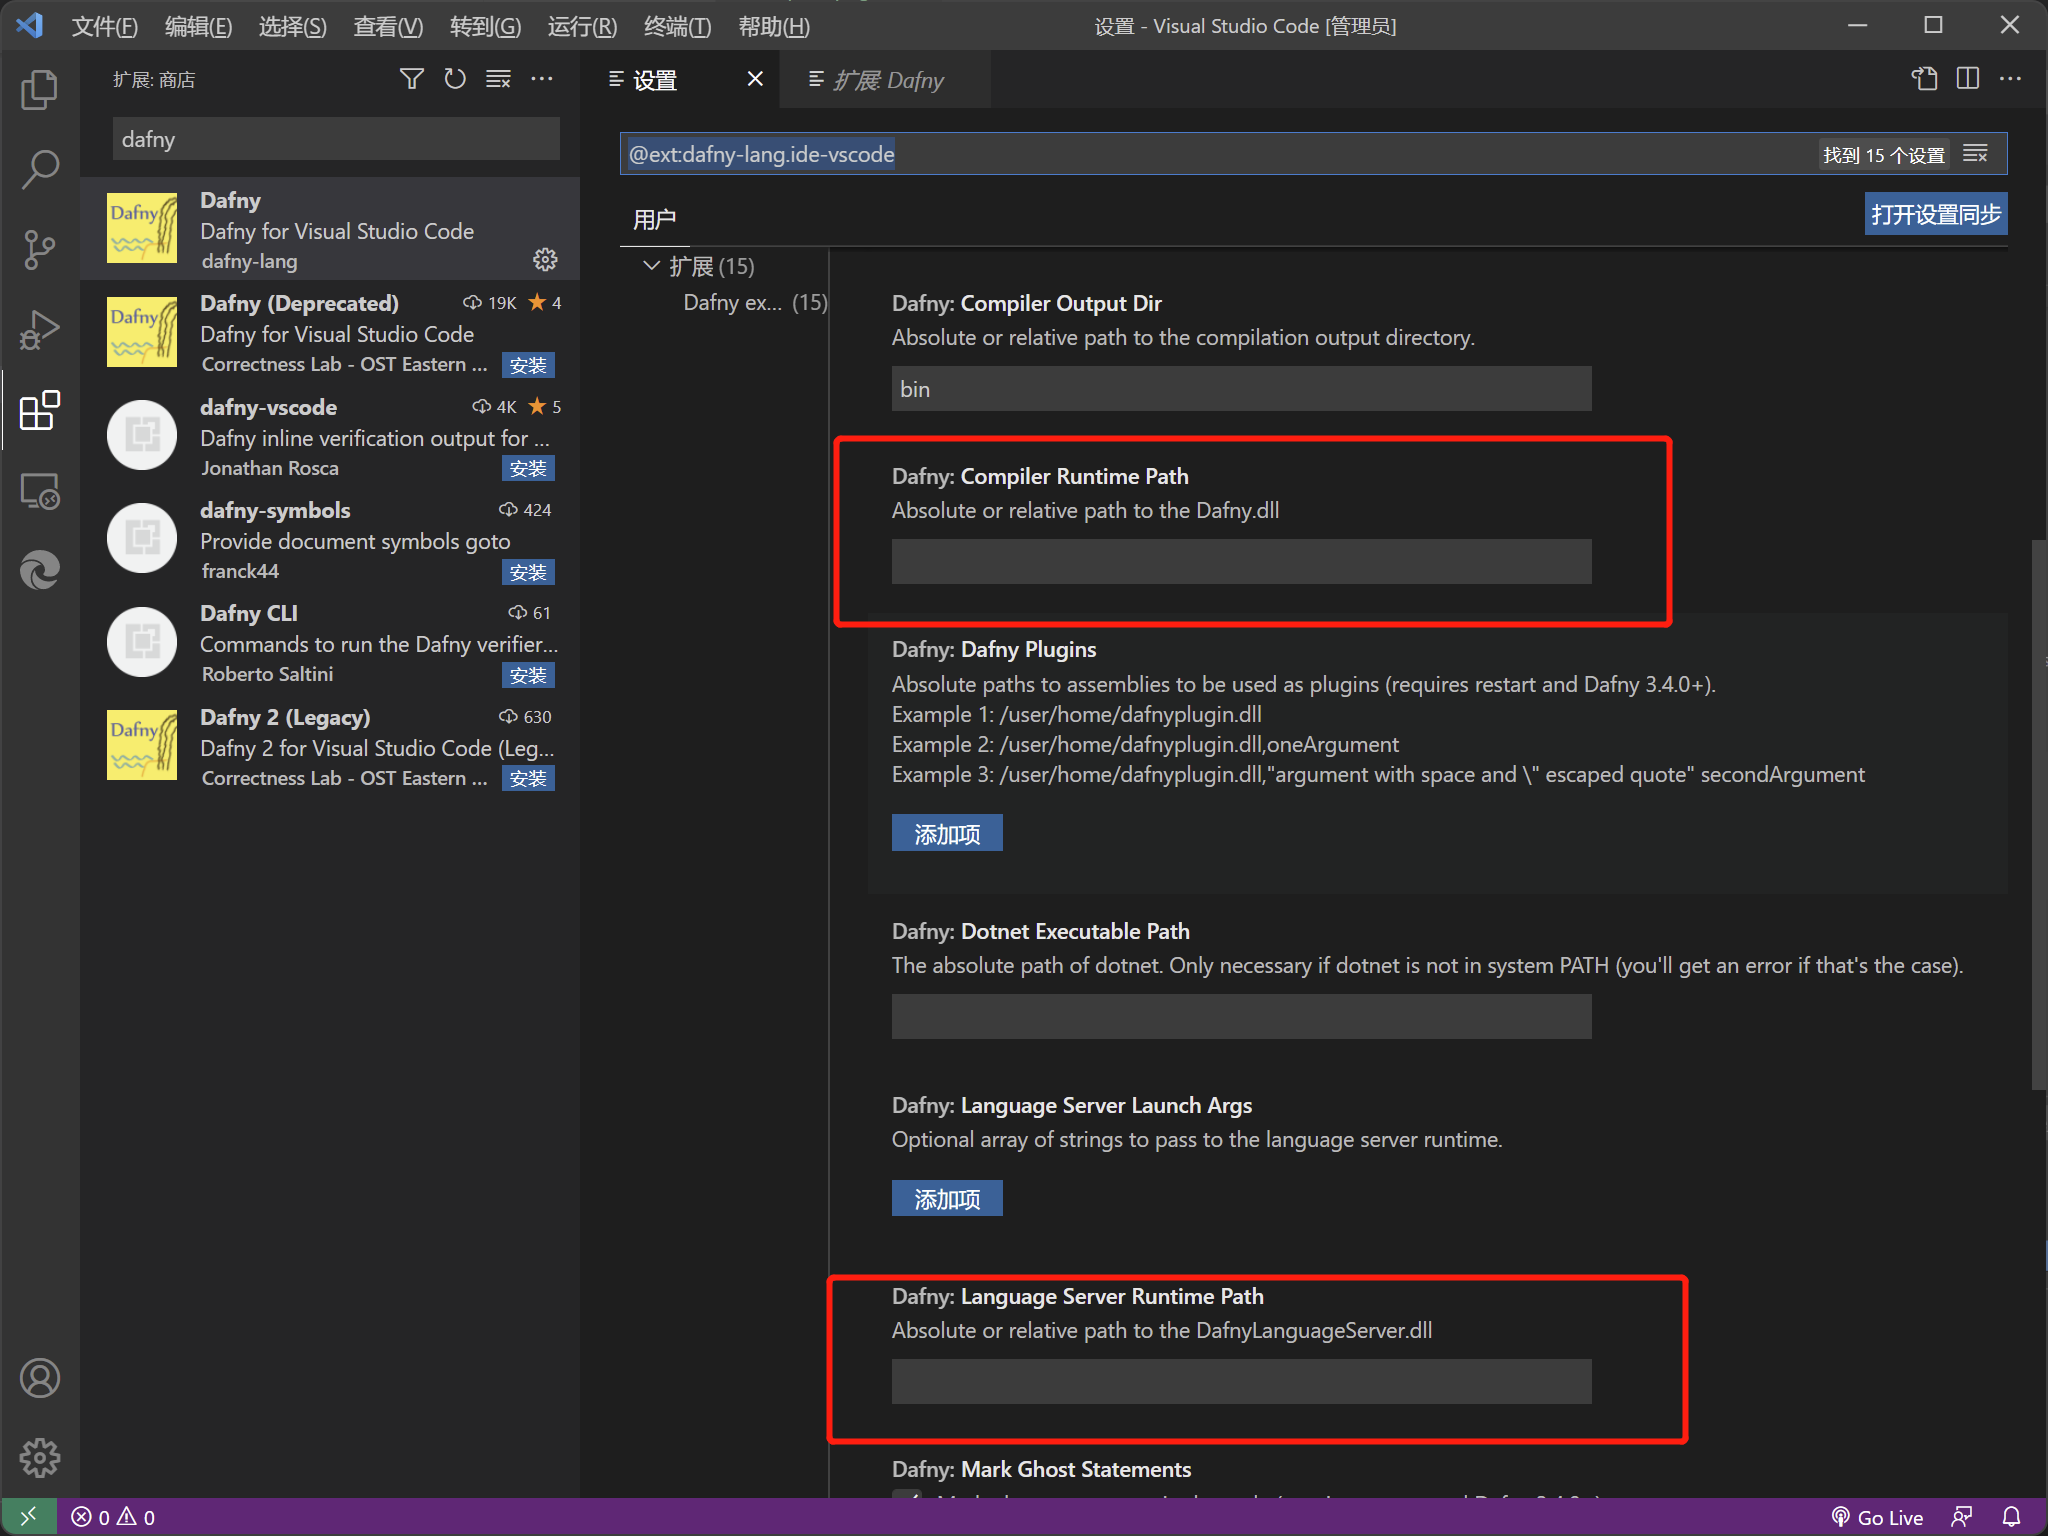 文件(F) 编辑(E) 选择(S) 查看(V) 转到(G) 运行(R) 终端(T) 帮助(H)
设置 - Visual Studio Code [管理员]
扩展: 商店
dafny
Dafny
Dafny for Visual Studio Code
dafny-lang
Dafny (Deprecated) 19K 4
Dafny for Visual Studio Code
Correctness Lab - OST Eastern ... 安装
dafny-vscode 4K 5
Dafny inline verification output for ...
Jonathan Rosca 安装
dafny-symbols 424
Provide document symbols goto
franck44 安装
Dafny CLI 61
Commands to run the Dafny verifier...
Roberto Saltini 安装
Dafny 2 (Legacy) 630
Dafny 2 for Visual Studio Code (Leg...
Correctness Lab - OST Eastern ... 安装
Dafny
Dafny
Dafny
设置
扩展: Dafny
@ext:dafny-lang.ide-vscode
找到 15 个设置
用户
打开设置同步
扩展 (15)
Dafny ex... (15)
Dafny: Compiler Output Dir
Absolute or relative path to the compilation output directory.
bin
Dafny: Compiler Runtime Path
Absolute or relative path to the Dafny.dll
Dafny: Dafny Plugins
Absolute paths to assemblies to be used as plugins (requires restart and Dafny 3.4.0+).
Example 1: /user/home/dafnyplugin.dll
Example 2: /user/home/dafnyplugin.dll,oneArgument
Example 3: /user/home/dafnyplugin.dll,"argument with space and \" escaped quote" secondArgument
添加项
Dafny: Dotnet Executable Path
The absolute path of dotnet. Only necessary if dotnet is not in system PATH (you'll get an error if that's the case).
Dafny: Language Server Launch Args
Optional array of strings to pass to the language server runtime.
添加项
Dafny: Language Server Runtime Path
Absolute or relative path to the DafnyLanguageServer.dll
Dafny: Mark Ghost Statements
0 0
Go Live